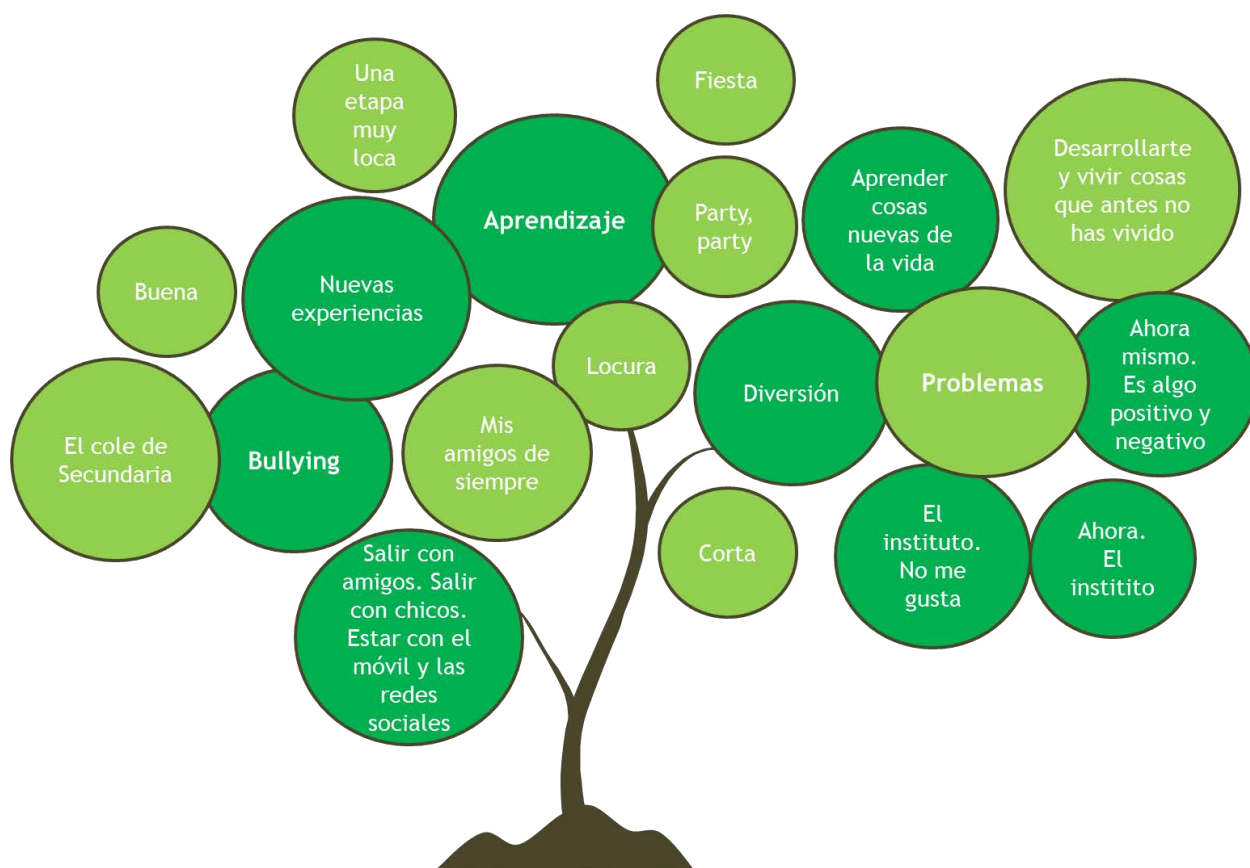 Una
etapa
muy
loca
Fiesta
Aprendizaje
Party,
party
Aprender
cosas
nuevas de
la vida
Desarrollarte
y vivir cosas
que antes no
has vivido
Buena
Nuevas
experiencias
Locura
Diversión
Problemas
Ahora
mismo.
Es algo
positivo y
negativo
El cole de
Secundaria
Bullying
Mis
amigos de
siempre
Salir con
amigos. Salir
con chicos.
Estar con el
móvil y las
redes
sociales
Corta
El
instituto.
No me
gusta
Ahora.
El
institito